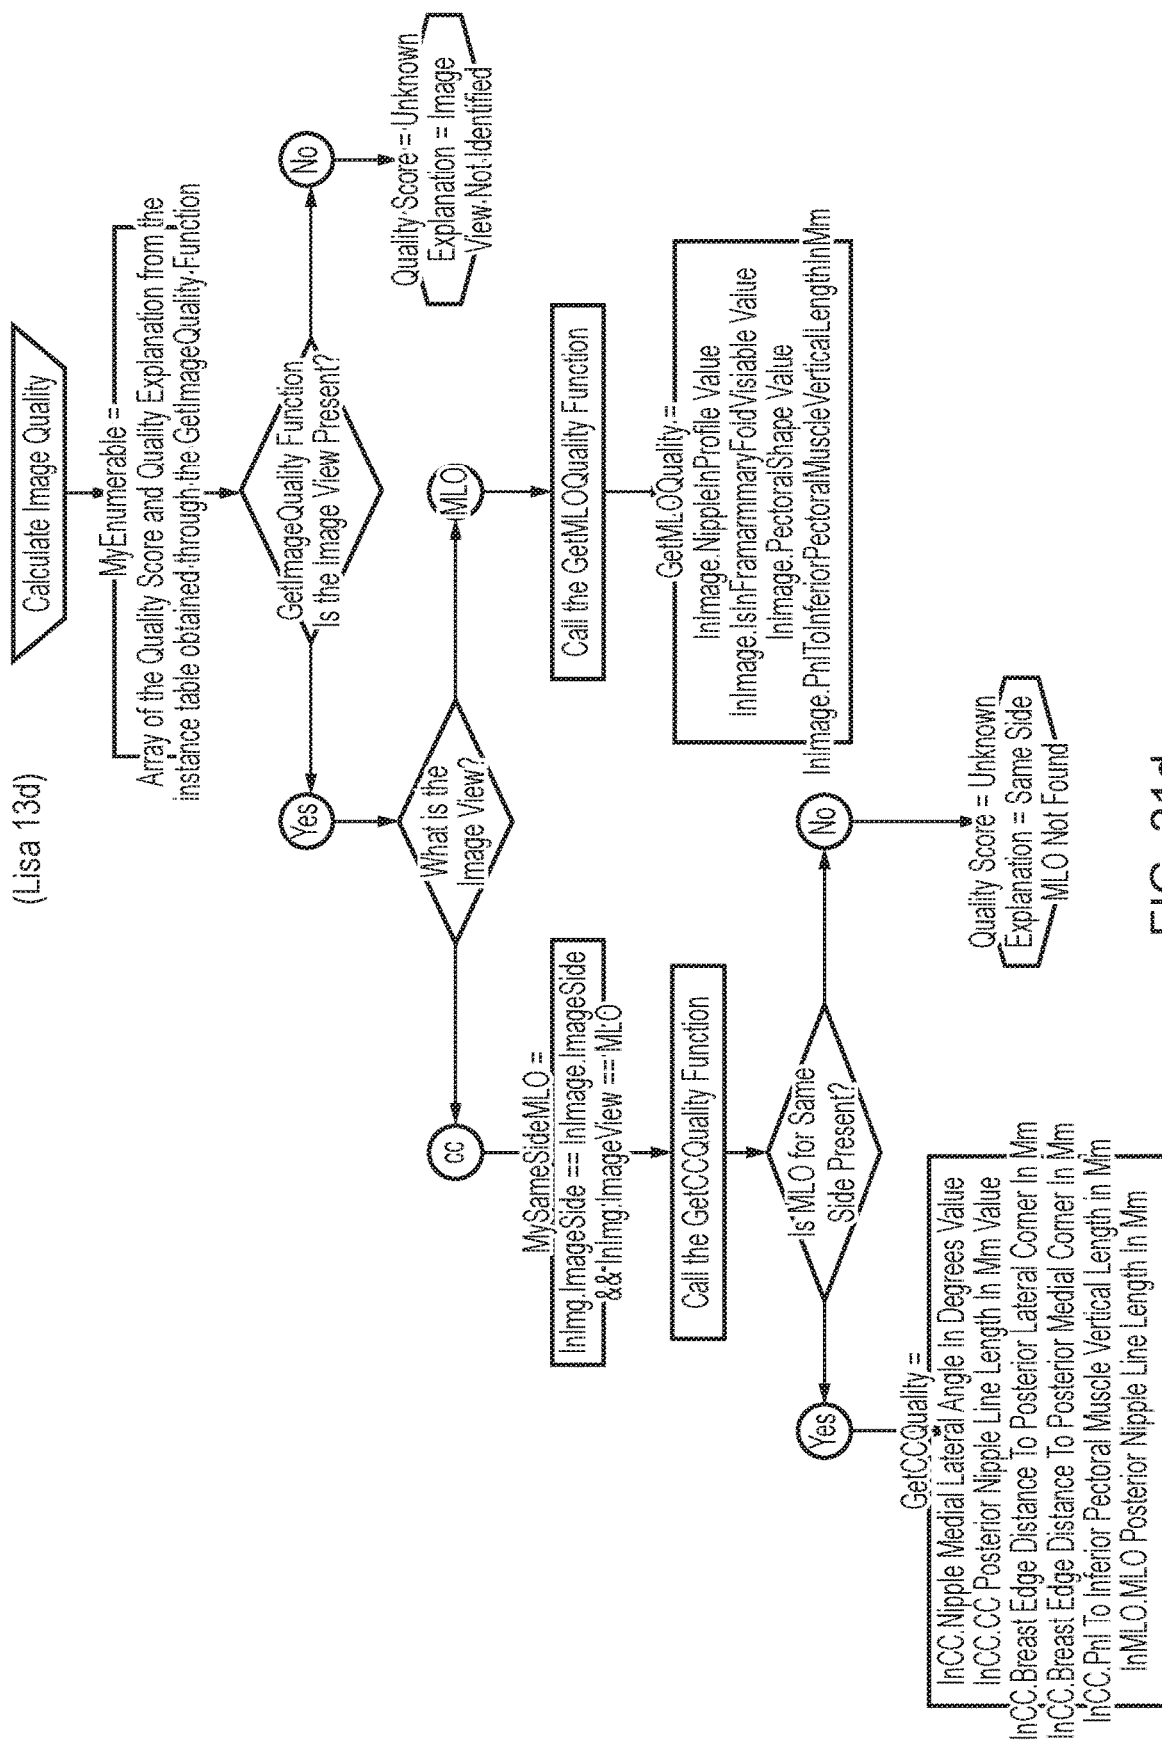 (Lisa 13d)
Calculate Image Quality
MyEnumerable =
Array of the Quality Score and Quality Explanation from the
instance table obtained through the GetImageQuality Function
GetImageQuality Function
Is the Image View Present?
Yes
No
Quality Score = Unknown
Explanation = Image
View Not Identified
What is the
Image View?
cc
MLO
MySameSideMLO =
InImg.ImageSide == InImage.ImageSide
&& InImg.ImageView == 'MLO
Call the GetMLOQuality Function
GetMLOQuality =
InImage.NippleInProfile Value
InImage.IsInFramarmmaryFoldVisiable Value
InImage.PectoralShape Value
InImage.PnlToInferiorPectoralMuscleVerticalLengthInMm
Call the GetCCQuality Function
Is MLO for Same
Side Present?
Yes
No
Quality Score = Unknown
Explanation = Same Side
MLO Not Found
GetCCQuality =
InCC.Nipple Medial Lateral Angle In Degrees Value
InCC.CC Posterior Nipple Line Length In Mm Value
InCC.Breast Edge Distance To Posterior Lateral Corner In Mm
InCC.Breast Edge Distance To Posterior Medial Corner In Mm
InCC.Pnl To Inferior Pectoral Muscle Vertical Length in Mm
InMLO.MLO Posterior Nipple Line Length In Mm